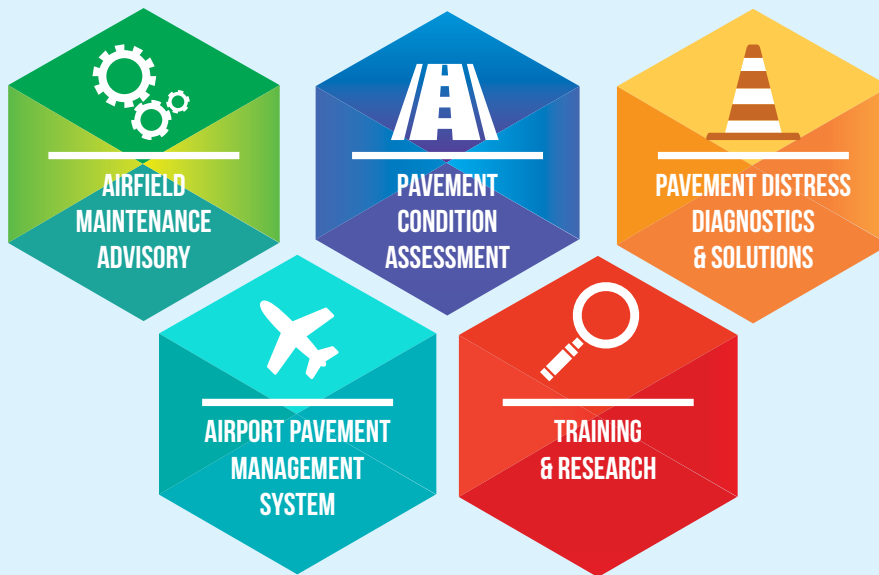 AIRFIELD
MAINTENANCE
ADVISORY
PAVEMENT
CONDITION
ASSESSMENT
PAVEMENT DISTRESS
DIAGNOSTICS
& SOLUTIONS
AIRPORT PAVEMENT
MANAGEMENT
SYSTEM
TRAINING
& RESEARCH